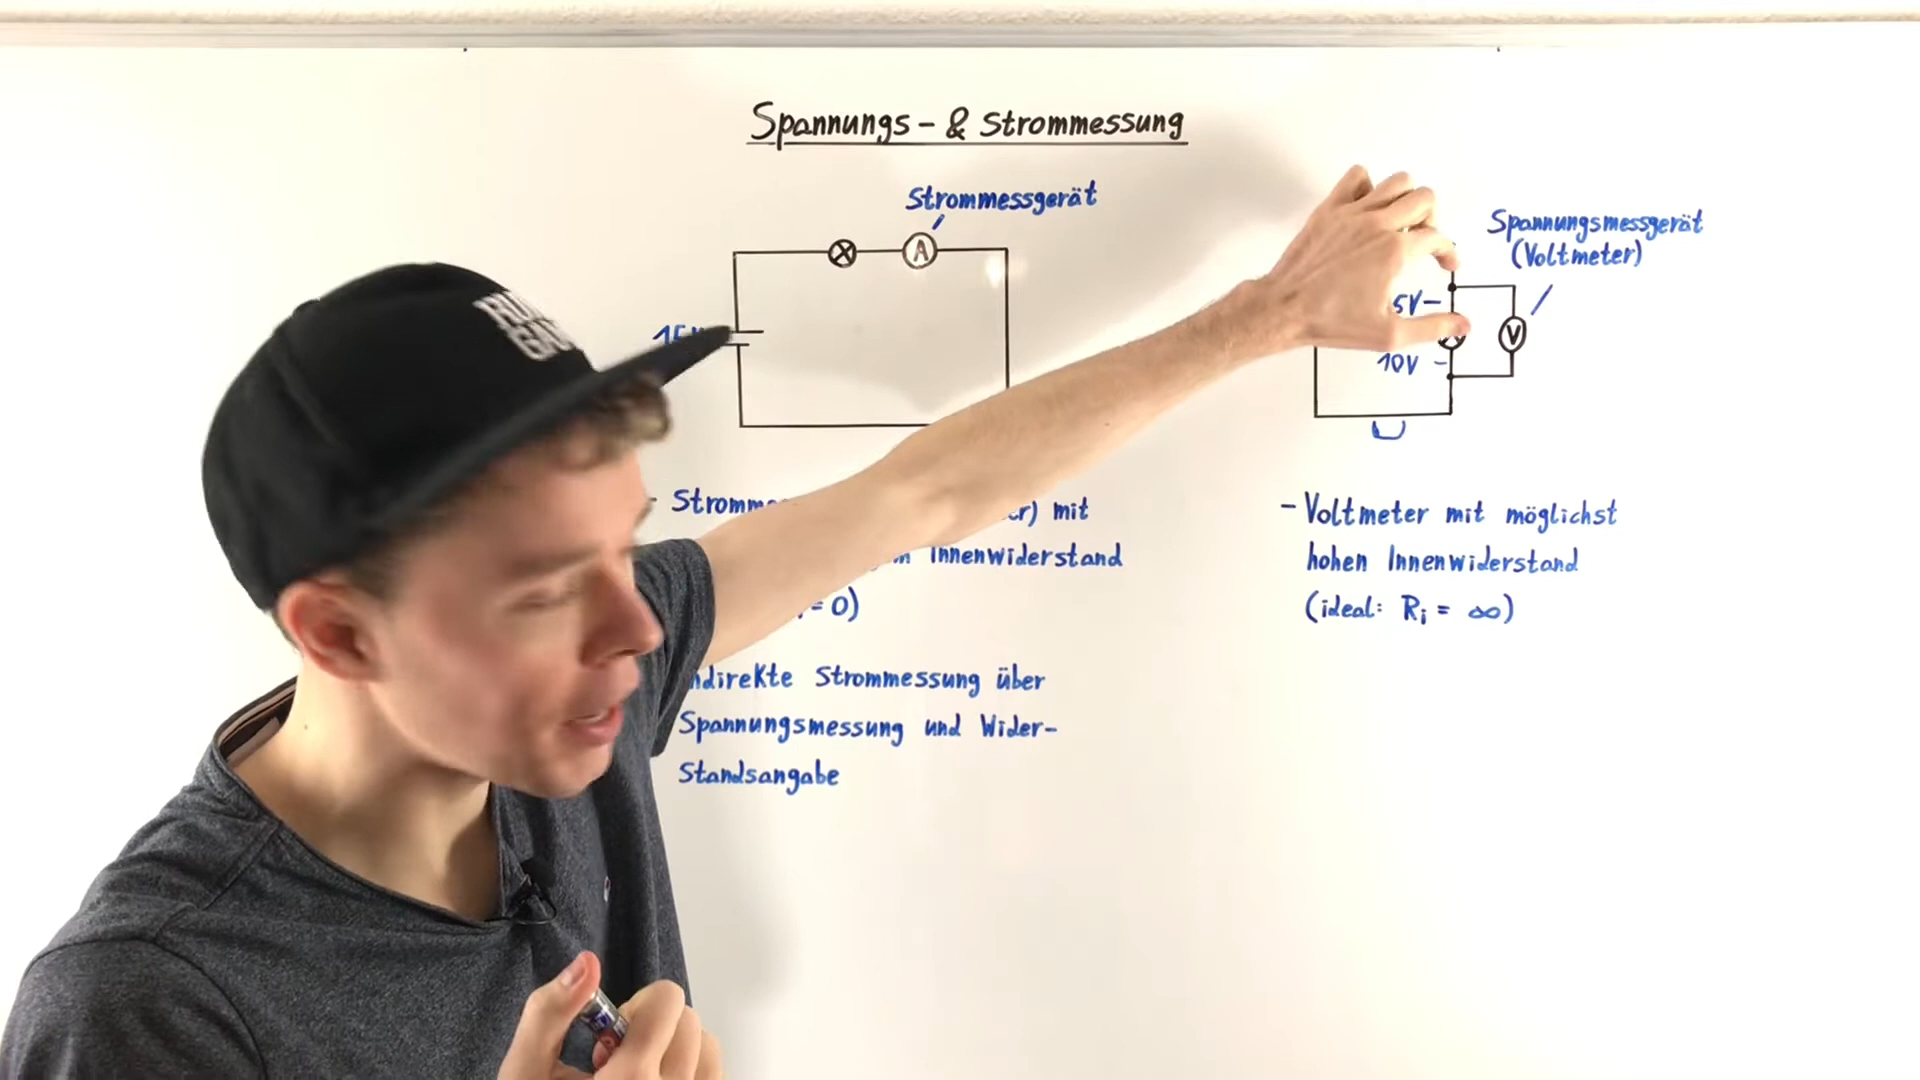 Spannungs- & Strommessung
Strommessgerät
A
Spannungsmessgerät
(Voltmeter)
5V-
V
10V -
mit
Innenwiderstand
= 0)
Strommessung über
Spannungsmessung und Wider-
standsangabe
- Voltmeter mit möglichst
hohen Innenwiderstand
(ideal: Ri = ∞)